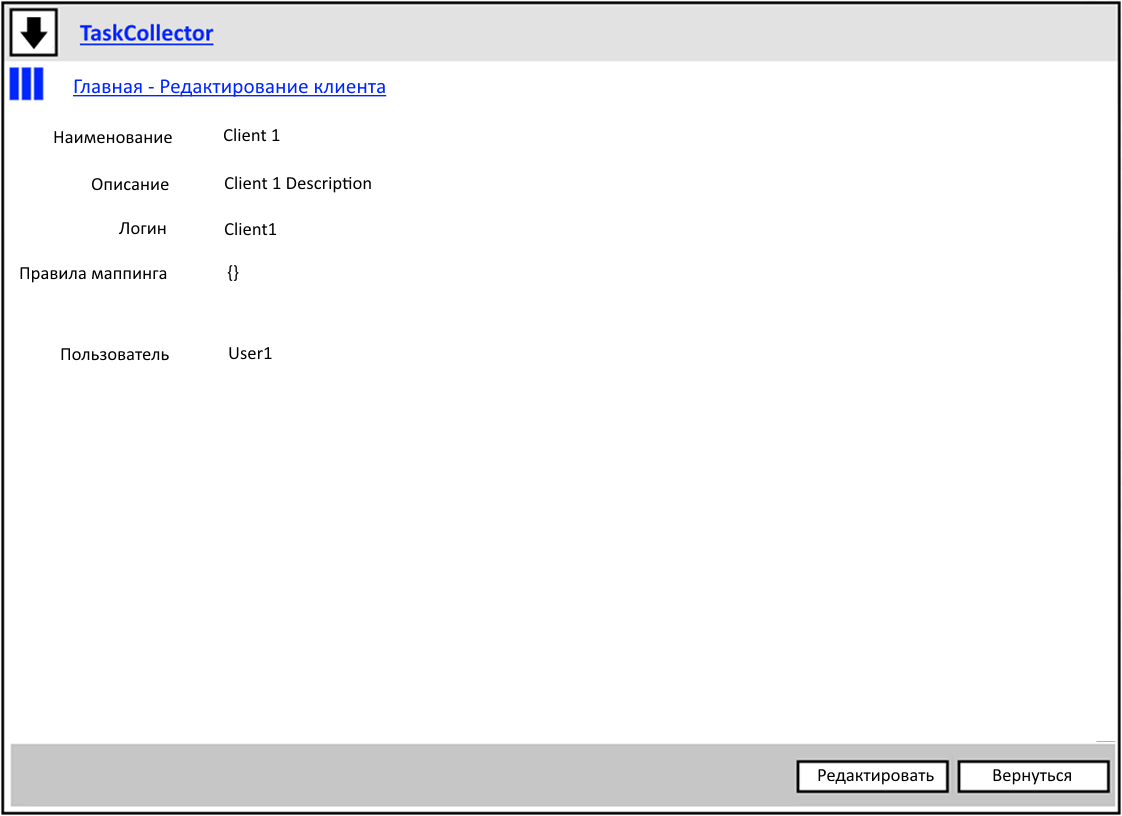 TaskCollector
Главная - Редактирование клиента
Наименование Client 1
Описание Client 1 Description
Логин Client1
Правила маппинга {}
Пользователь User1
Редактировать Вернуться